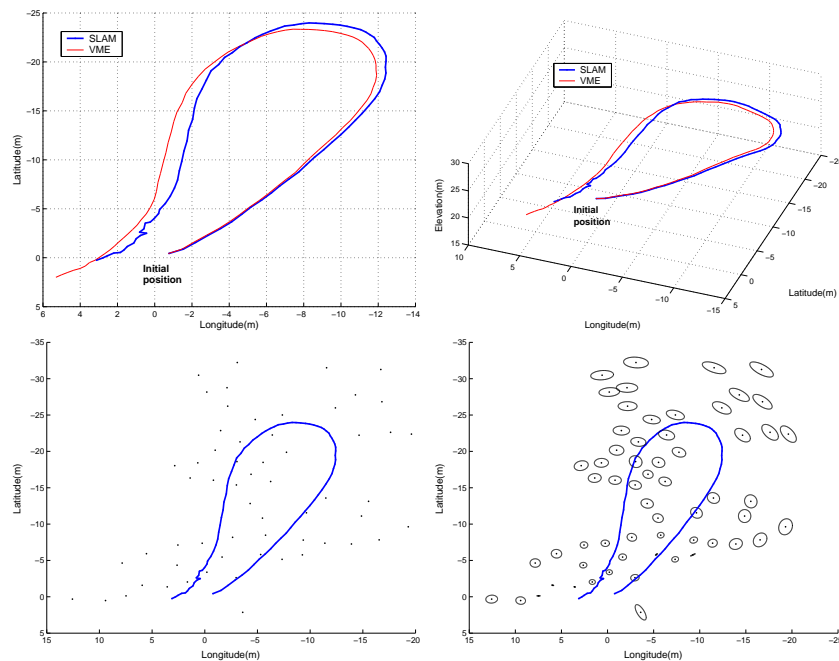 −25
−20
−15
−10
−5
0
5
Latitude(m)
SLAM
VME
Initial
position
6 4 2 0 −2 −4 −6 −8 −10 −12 −14
Longitude(m)
SLAM
VME
30
25
20
15
Elevation(m)
Initial
position
10 5 0 −5 −10 −15
Longitude(m)
5 0 −5 −10 −15 −20 −25
Latitude(m)
−35
−30
−25
−20
−15
−10
−5
0
5
Latitude(m)
15 10 5 0 −5 −10 −15 −20
Longitude(m)
−35
−30
−25
−20
−15
−10
−5
0
5
Latitude(m)
15 10 5 0 −5 −10 −15 −20 −25
Longitude(m)